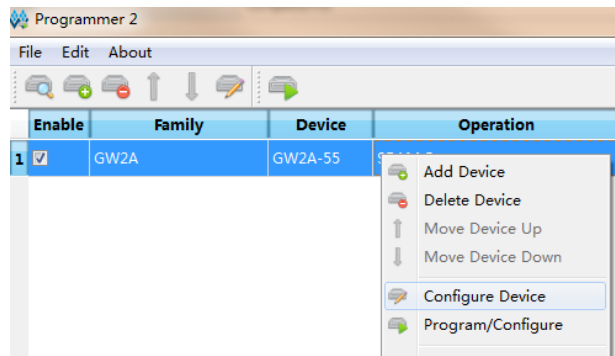 Programmer 2
File Edit About
Enable Family Device Operation
1 GW2A GW2A-55
Add Device
Delete Device
Move Device Up
Move Device Down
Configure Device
Program/Configure